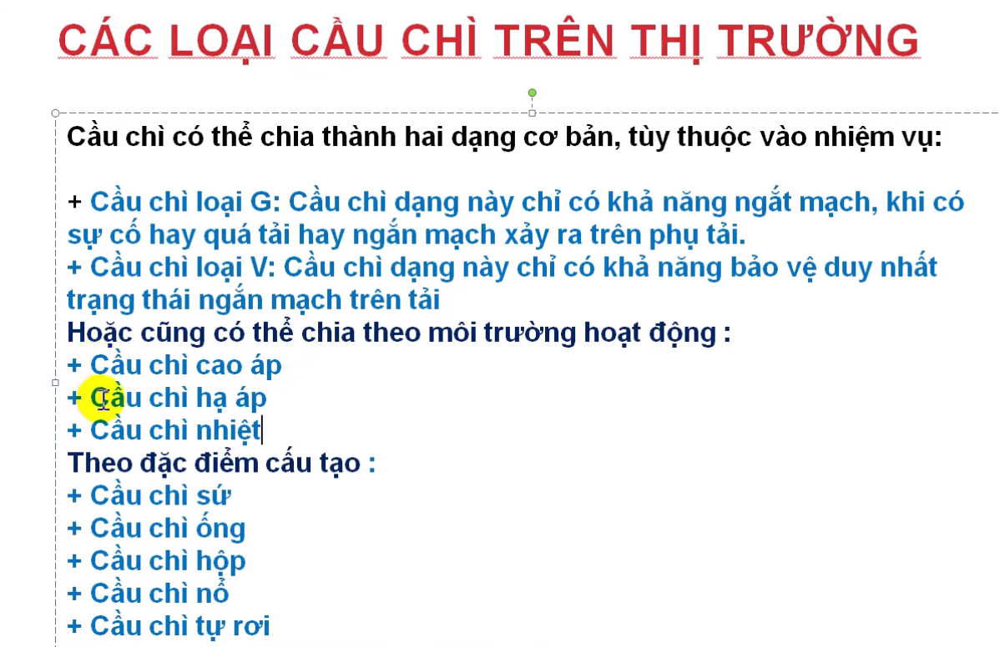 CÁC LOẠI CẦU CHÌ TRÊN THỊ TRƯỜNG
Cầu chì có thể chia thành hai dạng cơ bản, tùy thuộc vào nhiệm vụ:
+ Cầu chì loại G: Cầu chì dạng này chỉ có khả năng ngắt mạch, khi có
sự cố hay quá tải hay ngắn mạch xảy ra trên phụ tải.
+ Cầu chì loại V: Cầu chì dạng này chỉ có khả năng bảo vệ duy nhất
trạng thái ngắn mạch trên tải
Hoặc cũng có thể chia theo môi trường hoạt động :
+ Cầu chì cao áp
+ Cầu chì hạ áp
+ Cầu chì nhiệt
Theo đặc điểm cấu tạo :
+ Cầu chì sứ
+ Cầu chì ống
+ Cầu chì hộp
+ Cầu chì nổ
+ Cầu chì tự rơi